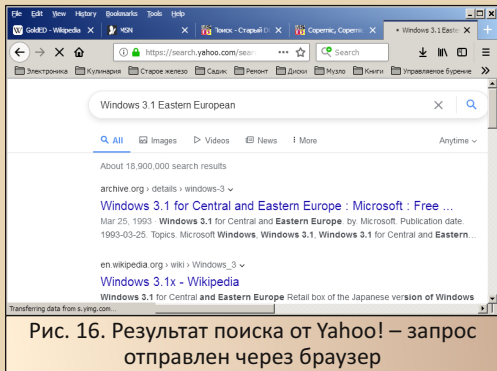 File Edit View History Bookmarks Tools Help
GoldED - Wikipedia MSN Поиск - Старый Copernic, Coperni Windows 3.1 Easte
https://search.yahoo.com/sear Search
Электроника Кулинария Старое железо Садик Ремонт Диски Музло Книги Управляемое бурение
Windows 3.1 Eastern European
All Images Videos News More Anytime
About 18,900,000 search results
archive.org › details › windows-3
Windows 3.1 for Central and Eastern Europe : Microsoft : Free ...
Mar 25, 1993 · Windows 3.1 for Central and Eastern Europe. by. Microsoft. Publication date.
1993-03-25. Topics. Microsoft Windows, Windows 3.1, Windows 3.1 for Central and Eastern...
en.wikipedia.org › wiki › Windows_3
Windows 3.1x - Wikipedia
Windows 3.1 for Central and Eastern Europe Retail box of the Japanese version of Windows
Transferring data from s.yimg.com...
Рис. 16. Результат поиска от Yahoo! – запрос
отправлен через браузер